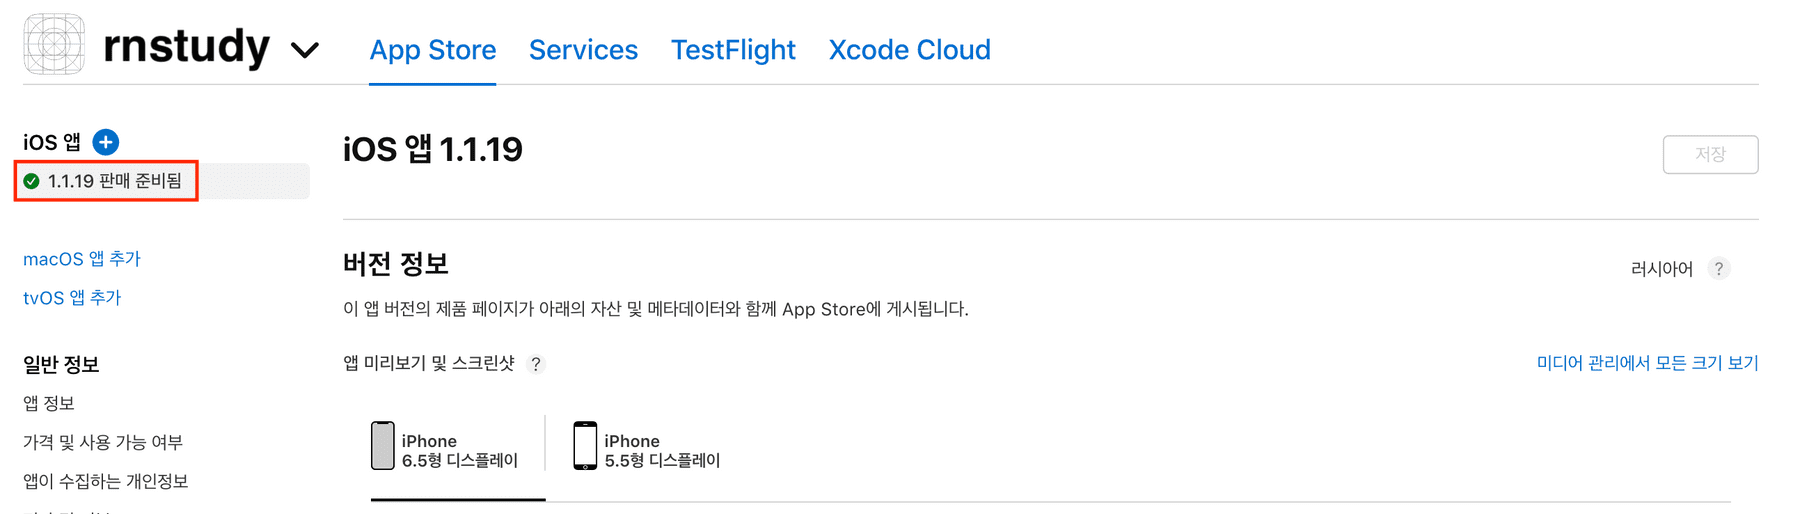 rnstudy
App Store Services TestFlight Xcode Cloud
iOS 앱
1.1.19 판매 준비됨
macOS 앱 추가
tvOS 앱 추가
일반 정보
앱 정보
가격 및 사용 가능 여부
앱이 수집하는 개인정보
iOS 앱 1.1.19
저장
버전 정보
러시아어 ?
이 앱 버전의 제품 페이지가 아래의 자산 및 메타데이터와 함께 App Store에 게시됩니다.
앱 미리보기 및 스크린샷 ?
미디어 관리에서 모든 크기 보기
iPhone
6.5형 디스플레이
iPhone
5.5형 디스플레이